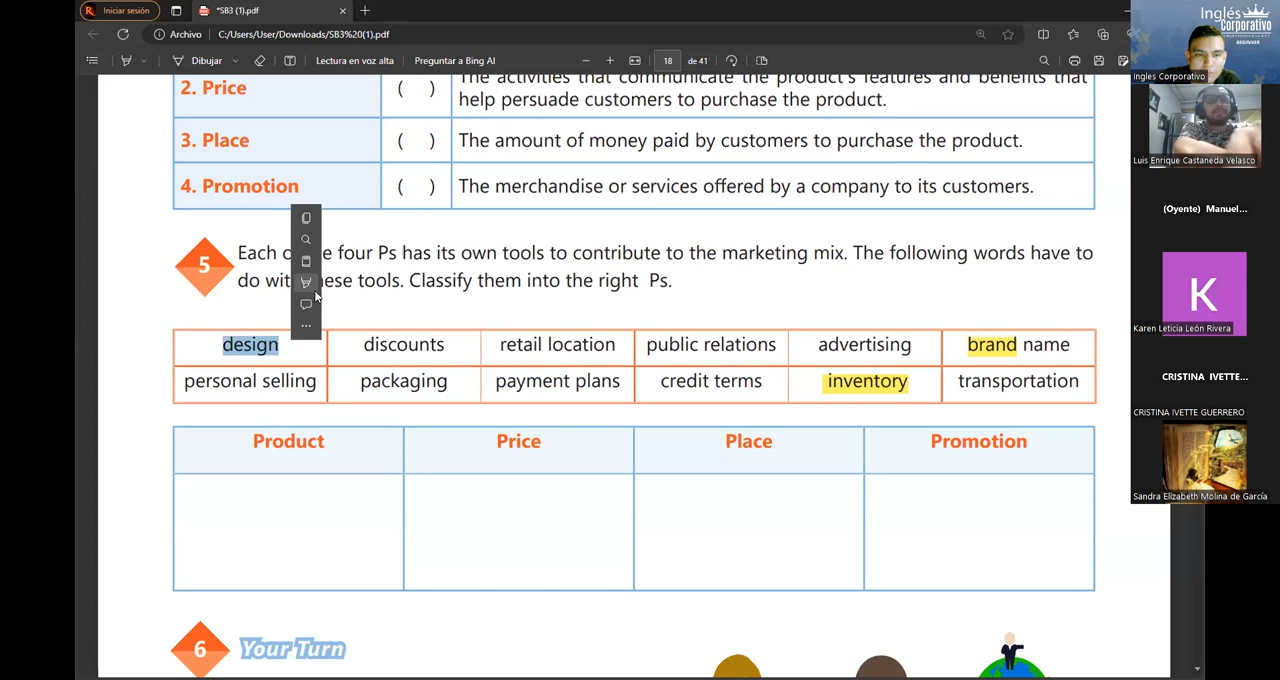 Iniciar sesión
*SB3 (1).pdf
Archivo C:/Users/User/Downloads/SB3%20(1).pdf
Dibujar
Lectura en voz alta
Preguntar a Bing AI
18 de 41
2. Price ( )
The activities that communicate the product's features and benefits that
help persuade customers to purchase the product.
3. Place ( ) The amount of money paid by customers to purchase the product.
4. Promotion ( ) The merchandise or services offered by a company to its customers.
5
Each four Ps has its own tools to contribute to the marketing mix. The following words have to
do these tools. Classify them into the right Ps.
design discounts retail location public relations advertising brand name
personal selling packaging payment plans credit terms inventory transportation
Product Price Place Promotion
6 Your Turn
Inglés
Corporativo
BEGINNER
Ingles Corporativo
Luis Enrique Castaneda Velasco
(Oyente) Manuel...
K
Karen Leticia León Rivera
CRISTINA IVETTE...
CRISTINA IVETTE GUERRERO
Sandra Elizabeth Molina de García